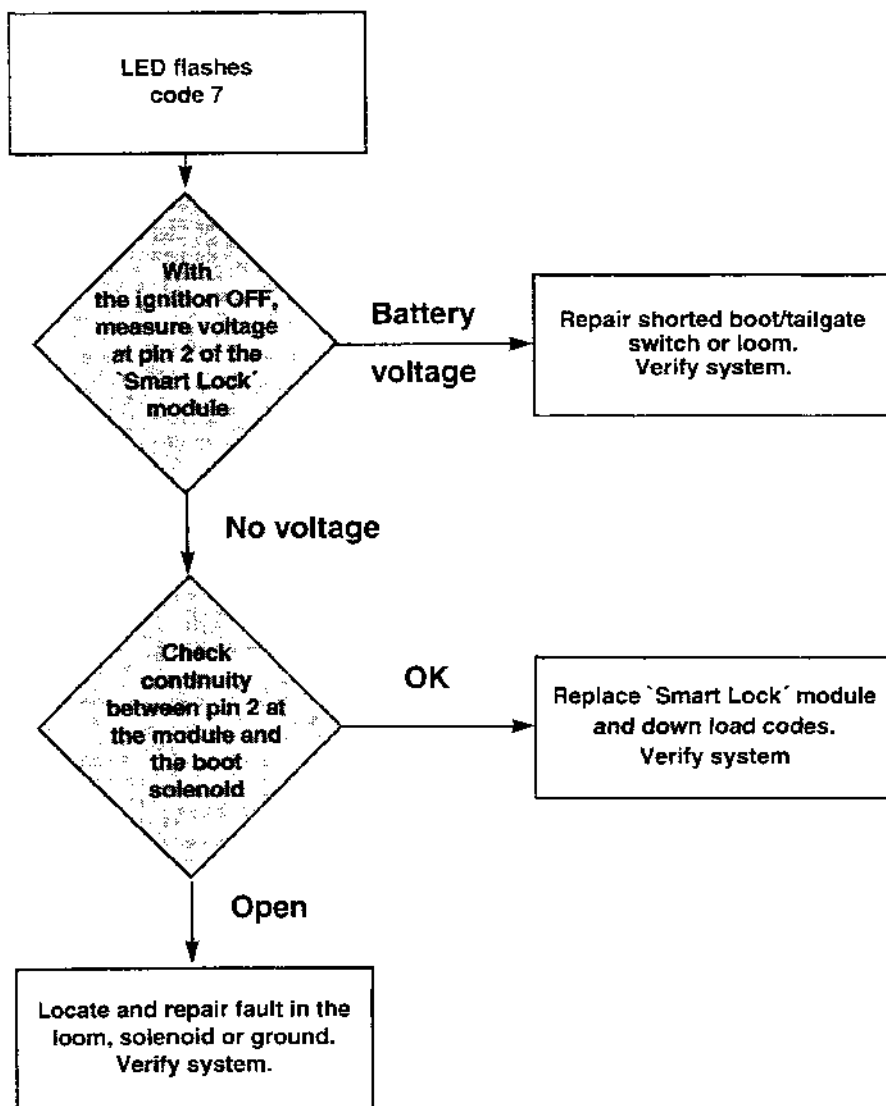 LED flashes
code 7
With
the ignition OFF,
measure voltage
at pin 2 of the
`Smart Lock´
module
Battery
voltage
Repair shorted boot/tailgate
switch or loom.
Verify system.
No voltage
Check
continuity
between pin 2 at
the module and
the boot
solenoid
OK
Replace `Smart Lock´ module
and down load codes.
Verify system
Open
Locate and repair fault in the
loom, solenoid or ground.
Verify system.